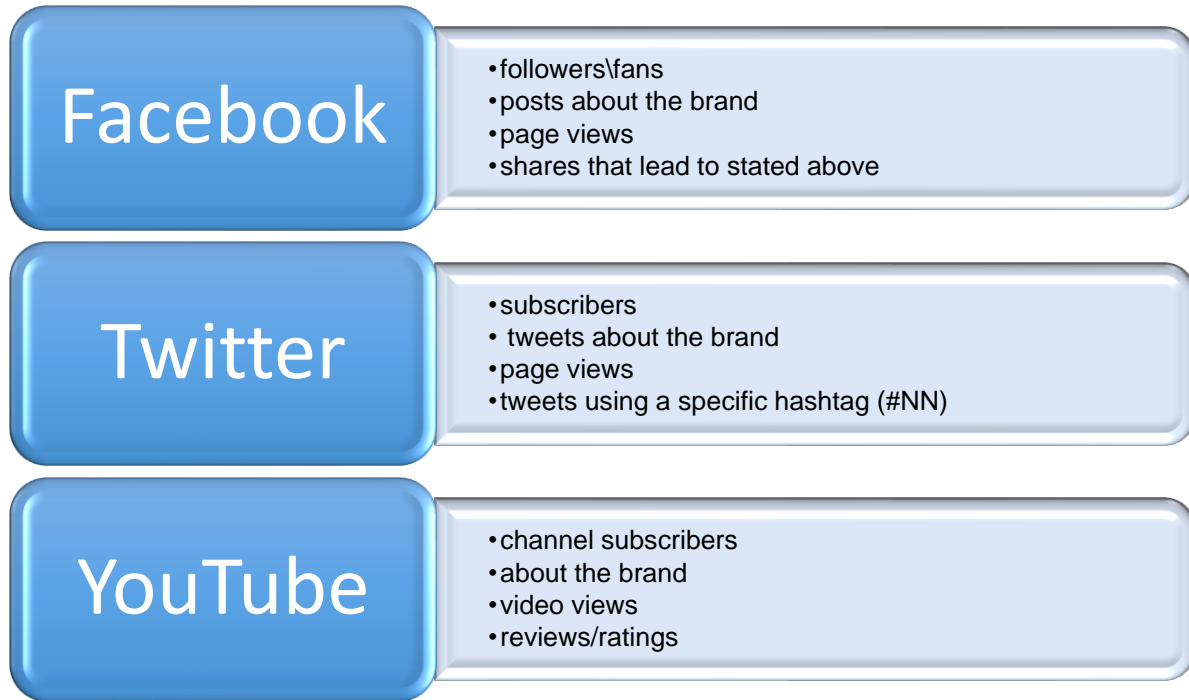 Facebook
•followers\fans
•posts about the brand
•page views
•shares that lead to stated above
Twitter
•subscribers
• tweets about the brand
•page views
•tweets using a specific hashtag (#NN)
YouTube
•channel subscribers
•about the brand
•video views
•reviews/ratings